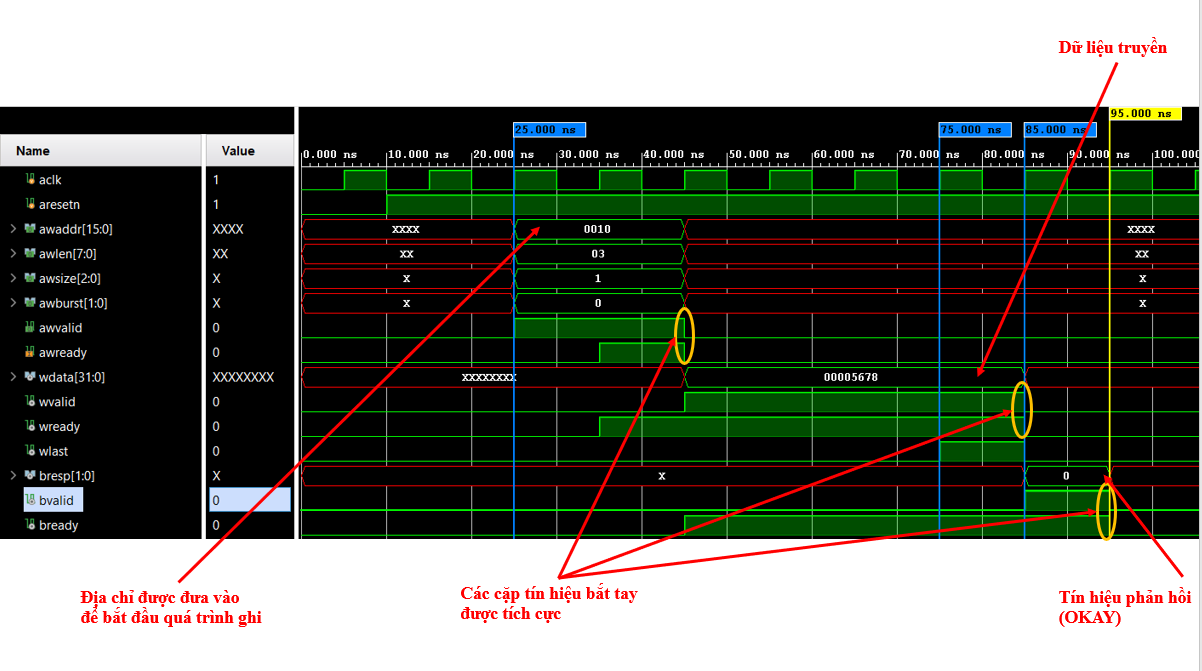 Dữ liệu truyền
95.000 ns
25.000 ns
75.000 ns
85.000 ns
Name
Value
0.000 ns
10.000 ns
20.000 ns
30.000 ns
40.000 ns
50.000 ns
60.000 ns
70.000 ns
80.000 ns
90.000 ns
100.000
aclk
1
aresetn
1
awaddr[15:0]
XXXX
XXXX
0010
XXXX
awlen[7:0]
XX
XX
03
XX
awsize[2:0]
X
X
1
X
awburst[1:0]
X
X
0
X
awvalid
0
awready
0
wdata[31:0]
XXXXXXXX
XXXXXXXX
00005678
wvalid
0
wready
0
wlast
0
bresp[1:0]
X
X
0
bvalid
0
bready
0
Địa chỉ được đưa vào
để bắt đầu quá trình ghi
Các cặp tín hiệu bắt tay
được tích cực
Tín hiệu phản hồi
(OKAY)